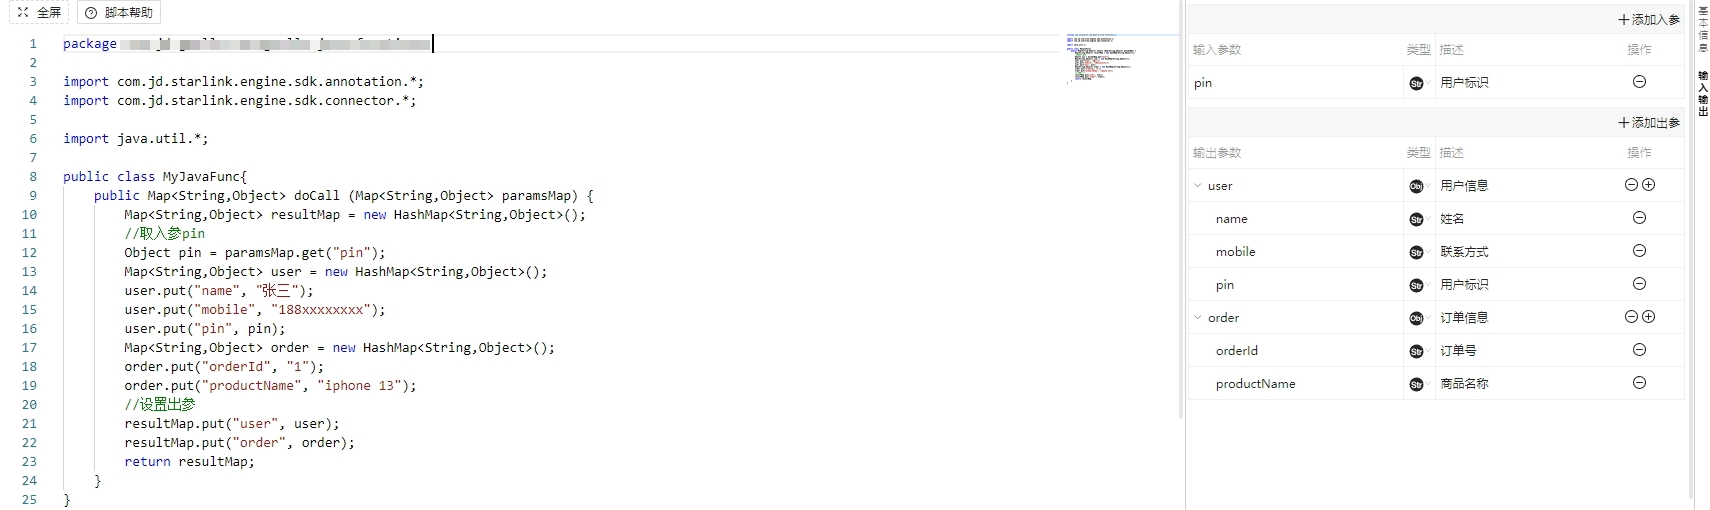 全屏 脚本帮助
1 package
2
3 import com.jd.starlink.engine.sdk.annotation.*;
4 import com.jd.starlink.engine.sdk.connector.*;
5
6 import java.util.*;
7
8 public class MyJavaFunc{
9 public Map<String,Object> doCall (Map<String,Object> paramsMap) {
10 Map<String,Object> resultMap = new HashMap<String,Object>();
11 //取入参pin
12 Object pin = paramsMap.get("pin");
13 Map<String,Object> user = new HashMap<String,Object>();
14 user.put("name", "张三");
15 user.put("mobile", "188xxxxxxxx");
16 user.put("pin", pin);
17 Map<String,Object> order = new HashMap<String,Object>();
18 order.put("orderId", "1");
19 order.put("productName", "iphone 13");
20 //设置出参
21 resultMap.put("user", user);
22 resultMap.put("order", order);
23 return resultMap;
24 }
25 }
+添加入参
输入参数 类型 描述 操作
pin Str 用户标识
+添加出参
输出参数 类型 描述 操作
user Obj 用户信息
name Str 姓名
mobile Str 联系方式
pin Str 用户标识
order Obj 订单信息
orderId Str 订单号
productName Str 商品名称
基本信息
输入输出